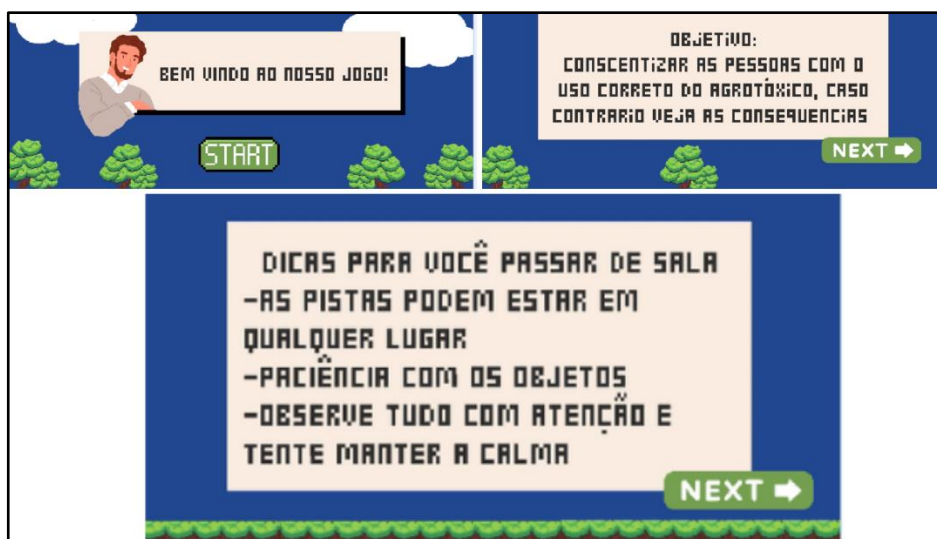 BEM VINDO AO NOSSO JOGO!
START
OBJETIVO:
CONSCENTIZAR AS PESSOAS COM O
USO CORRETO DO AGROTÓXICO, CASO
CONTRARIO VEJA AS CONSEQUENCIAS
NEXT
DICAS PARA VOCÊ PASSAR DE SALA
-AS PISTAS PODEM ESTAR EM
QUALQUER LUGAR
-PACIÊNCIA COM OS OBJETOS
-OBSERVE TUDO COM ATENÇÃO E
TENTE MANTER A CALMA
NEXT